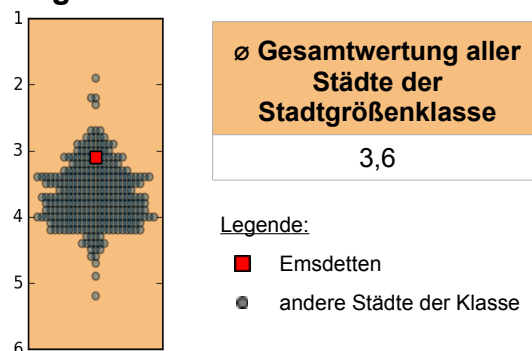 1
2
3
4
5
6
⌀ Gesamtwertung aller
Städte der
Stadtgrößenklasse
3,6
Legende:
Emsdetten
andere Städte der Klasse